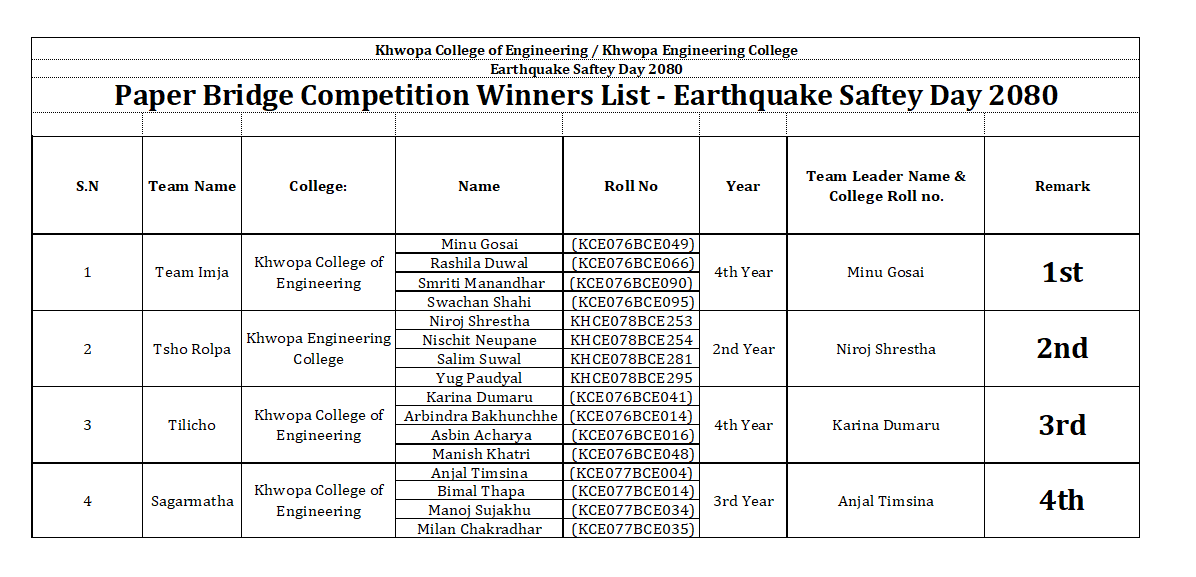 Khwopa College of Engineering / Khwopa Engineering College
Earthquake Saftey Day 2080
Paper Bridge Competition Winners List - Earthquake Saftey Day 2080
S.N Team Name College: Name Roll No Year Team Leader Name & College Roll no. Remark
1 Team Imja Khwopa College of Engineering Minu Gosai (KCE076BCE049) 4th Year Minu Gosai 1st
Rashila Duwal (KCE076BCE066)
Smriti Manandhar (KCE076BCE090)
Swachan Shahi (KCE076BCE095)
2 Tsho Rolpa Khwopa Engineering College Niroj Shrestha KHCE078BCE253 2nd Year Niroj Shrestha 2nd
Nischit Neupane KHCE078BCE254
Salim Suwal KHCE078BCE281
Yug Paudyal KHCE078BCE295
3 Tilicho Khwopa College of Engineering Karina Dumaru (KCE076BCE041) 4th Year Karina Dumaru 3rd
Arbindra Bakhunchhe (KCE076BCE014)
Asbin Acharya (KCE076BCE016)
Manish Khatri (KCE076BCE048)
4 Sagarmatha Khwopa College of Engineering Anjal Timsina (KCE077BCE004) 3rd Year Anjal Timsina 4th
Bimal Thapa (KCE077BCE014)
Manoj Sujakhu (KCE077BCE034)
Milan Chakradhar (KCE077BCE035)